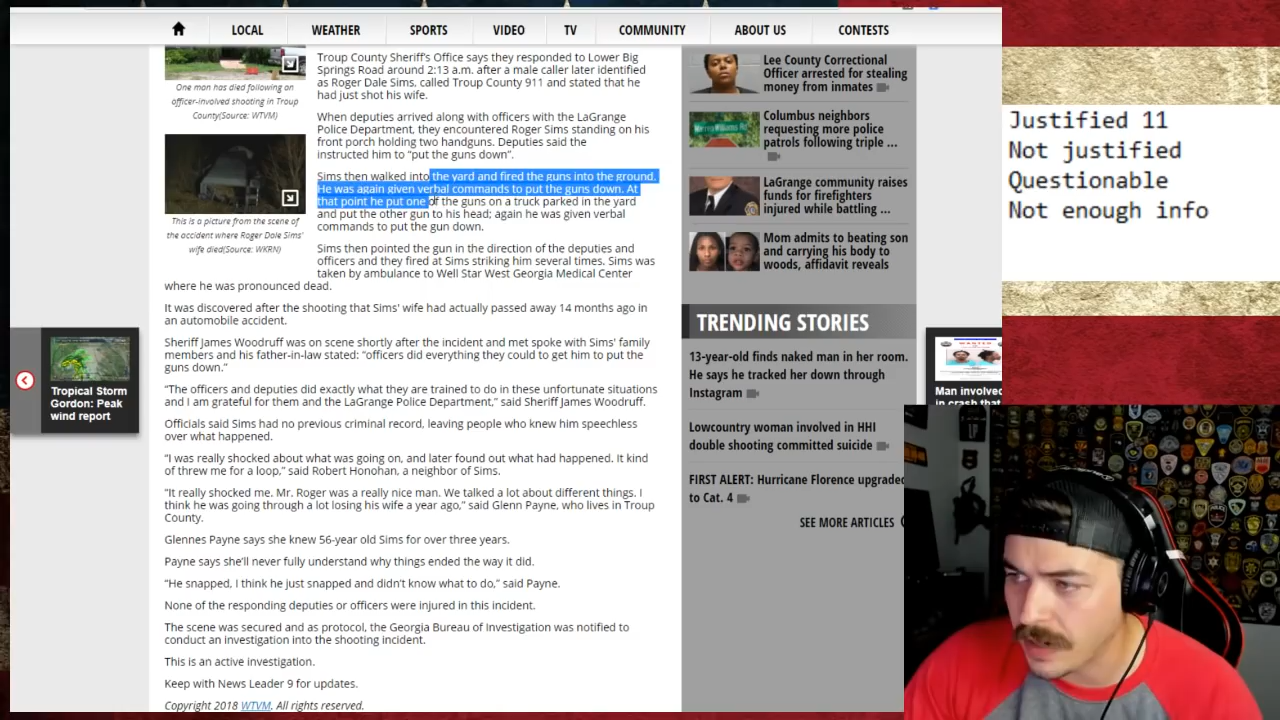 LOCAL
WEATHER
SPORTS
VIDEO
TV
COMMUNITY
ABOUT US
CONTESTS
One man has died following on
officer-involved shooting in Troup
County(Source: WTVM)
This is a picture from the scene of
the accident where Roger Dale Sims'
wife died(Source: WKRN)
Troup County Sheriff's Office says they responded to Lower Big
Springs Road around 2:13 a.m. after a male caller later identified
as Roger Dale Sims, called Troup County 911 and stated that he
had just shot his wife.
When deputies arrived along with officers with the LaGrange
Police Department, they encountered Roger Sims standing on his
front porch holding two handguns. Deputies said the
instructed him to “put the guns down”.
Sims then walked into the yard and fired the guns into the ground.
He was again given verbal commands to put the guns down. At
that point he put one of the guns on a truck parked in the yard
and put the other gun to his head; again he was given verbal
commands to put the gun down.
Sims then pointed the gun in the direction of the deputies and
officers and they fired at Sims striking him several times. Sims was
taken by ambulance to Well Star West Georgia Medical Center
where he was pronounced dead.
It was discovered after the shooting that Sims' wife had actually passed away 14 months ago in
an automobile accident.
Sheriff James Woodruff was on scene shortly after the incident and met spoke with Sims' family
members and his father-in-law stated: “officers did everything they could to get him to put the
guns down.”
“The officers and deputies did exactly what they are trained to do in these unfortunate situations
and I am grateful for them and the LaGrange Police Department,” said Sheriff James Woodruff.
Officials said Sims had no previous criminal record, leaving people who knew him speechless
over what happened.
“I was really shocked about what was going on, and later found out what had happened. It kind
of threw me for a loop,” said Robert Honohan, a neighbor of Sims.
“It really shocked me. Mr. Roger was a really nice man. We talked a lot about different things. I
think he was going through a lot losing his wife a year ago,” said Glenn Payne, who lives in Troup
County.
Glennes Payne says she knew 56-year old Sims for over three years.
Payne says she’ll never fully understand why things ended the way it did.
“He snapped, I think he just snapped and didn’t know what to do,” said Payne.
None of the responding deputies or officers were injured in this incident.
The scene was secured and as protocol, the Georgia Bureau of Investigation was notified to
conduct an investigation into the shooting incident.
This is an active investigation.
Keep with News Leader 9 for updates.
Copyright 2018 WTVM. All rights reserved.
Lee County Correctional
Officer arrested for stealing
money from inmates
Columbus neighbors
requesting more police
patrols following triple ...
LaGrange community raises
funds for firefighters
injured while battling ...
Mom admits to beating son
and carrying his body to
woods, affidavit reveals
TRENDING STORIES
13-year-old finds naked man in her room.
He says he tracked her down through
Instagram
Lowcountry woman involved in HHI
double shooting committed suicide
FIRST ALERT: Hurricane Florence upgraded
to Cat. 4
SEE MORE ARTICLES
Tropical Storm
Gordon: Peak
wind report
Man involved
in crash that
Justified 11
Not justified
Questionable
Not enough info